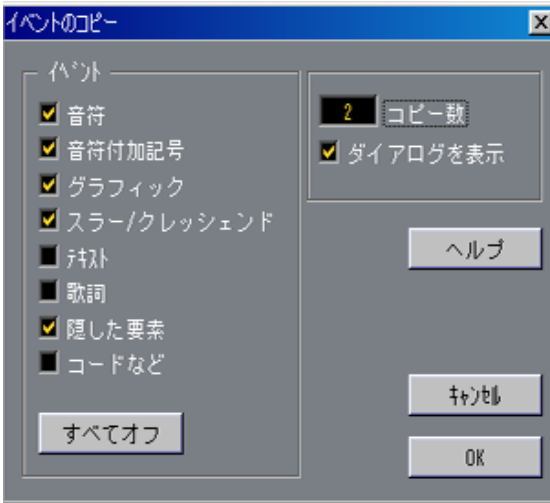 イベントのコピー
ｲﾍﾞﾝﾄ
音符
音符付加記号
グラフィック
スラー/クレッシェンド
ﾃｷｽﾄ
歌詞
隠した要素
コードなど
すべてオフ
2 コピー数
ダイアログを表示
ヘルプ
ｷｬﾝｾﾙ
OK